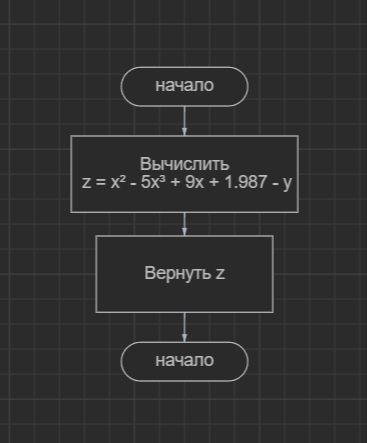 начало
Вычислить
z = x² - 5x³ + 9x + 1.987 - y
Вернуть z
начало